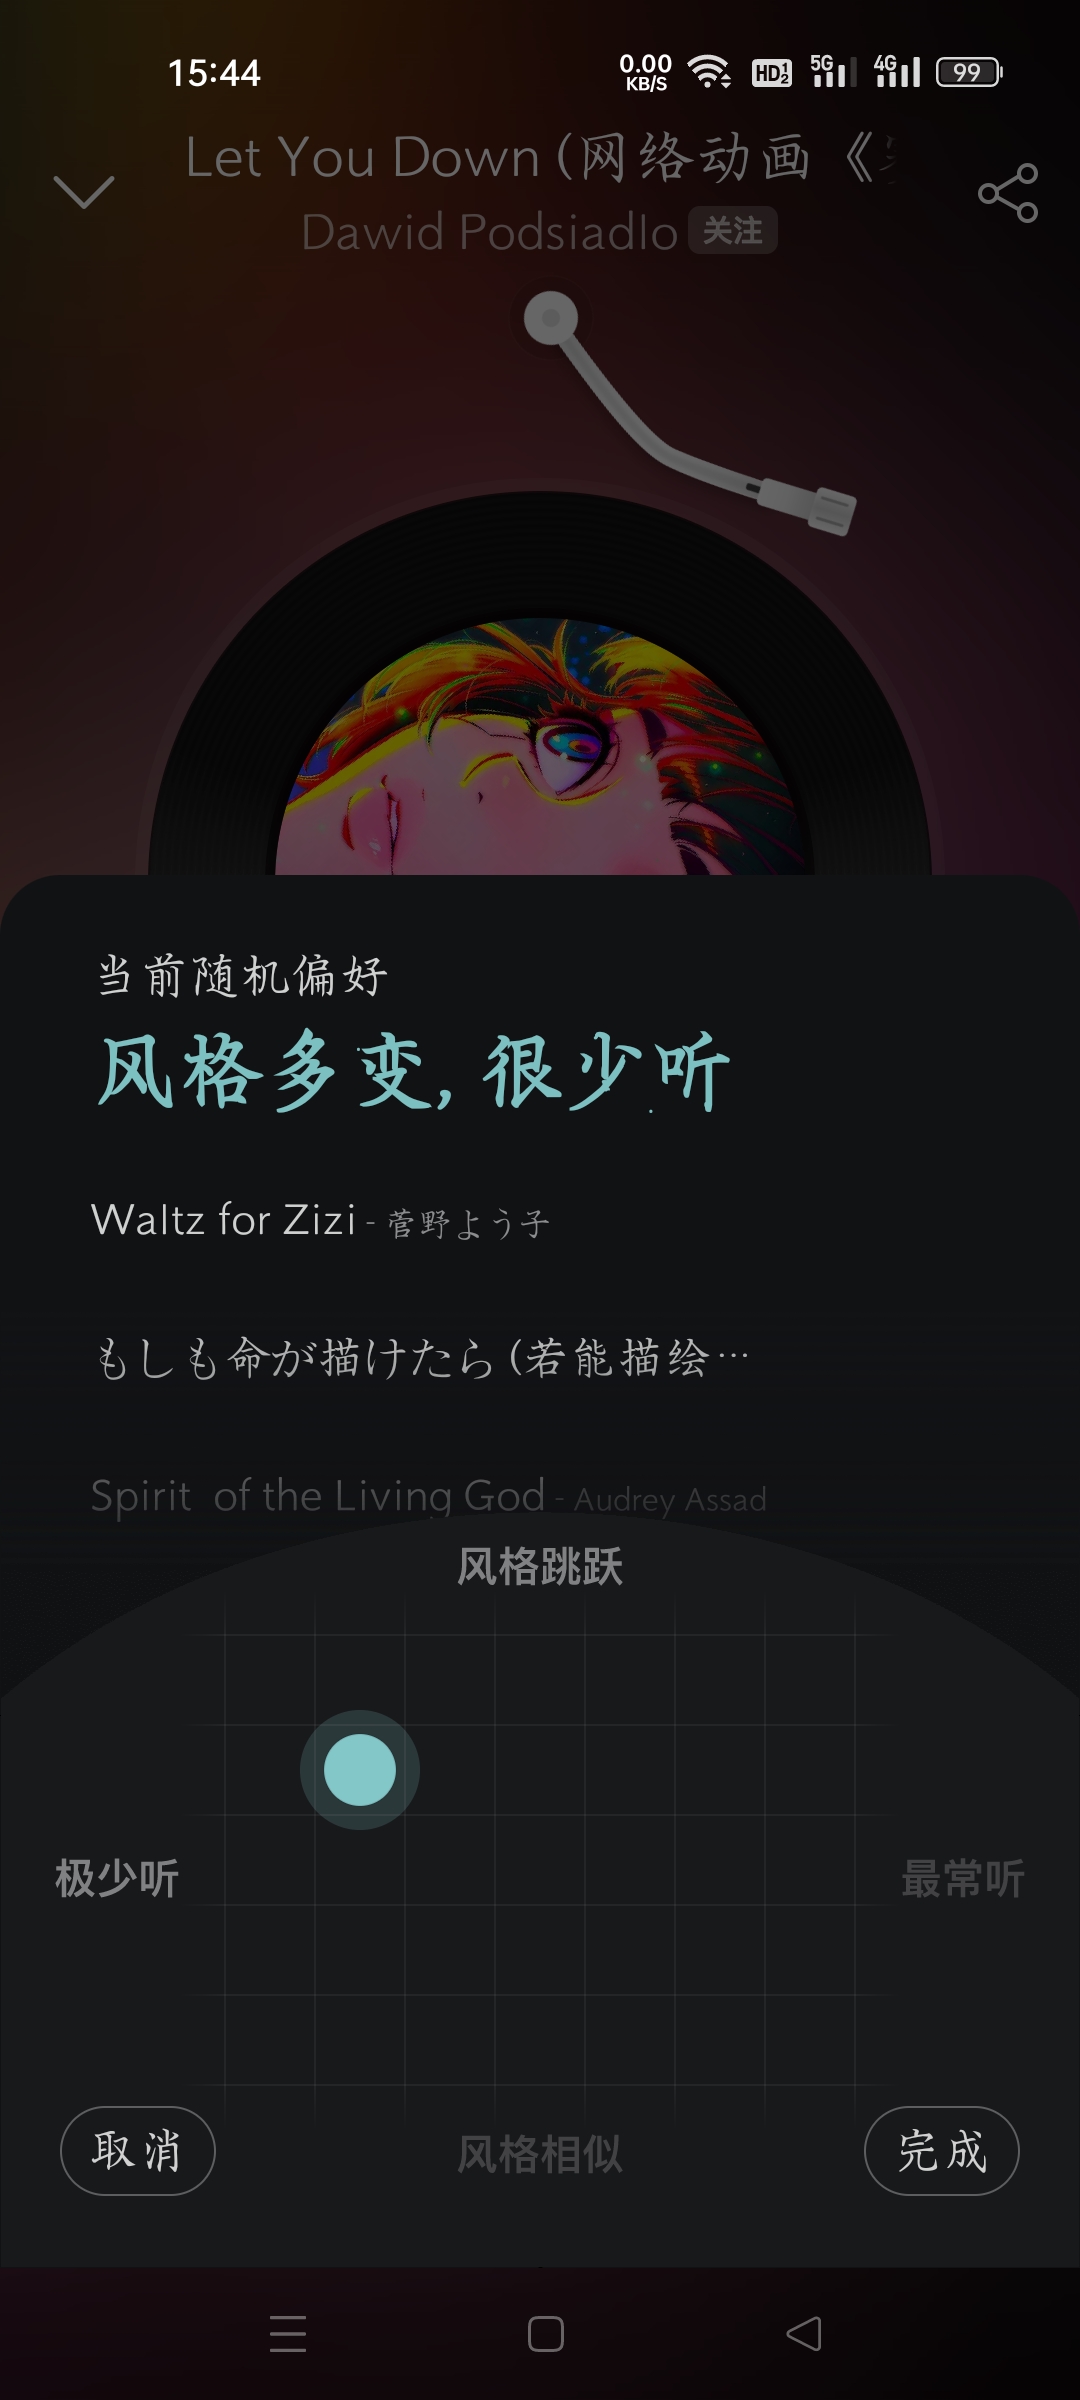 15:44 0.00 KB/S HD 1 2 5G 4G 99
Let You Down (网络动画《
Dawid Podsiadlo 关注
当前随机偏好
风格多变, 很少听
Waltz for Zizi - 菅野よう子
もしも命が描けたら (若能描绘…
Spirit of the Living God - Audrey Assad
风格跳跃
极少听 最常听
风格相似
取消 完成